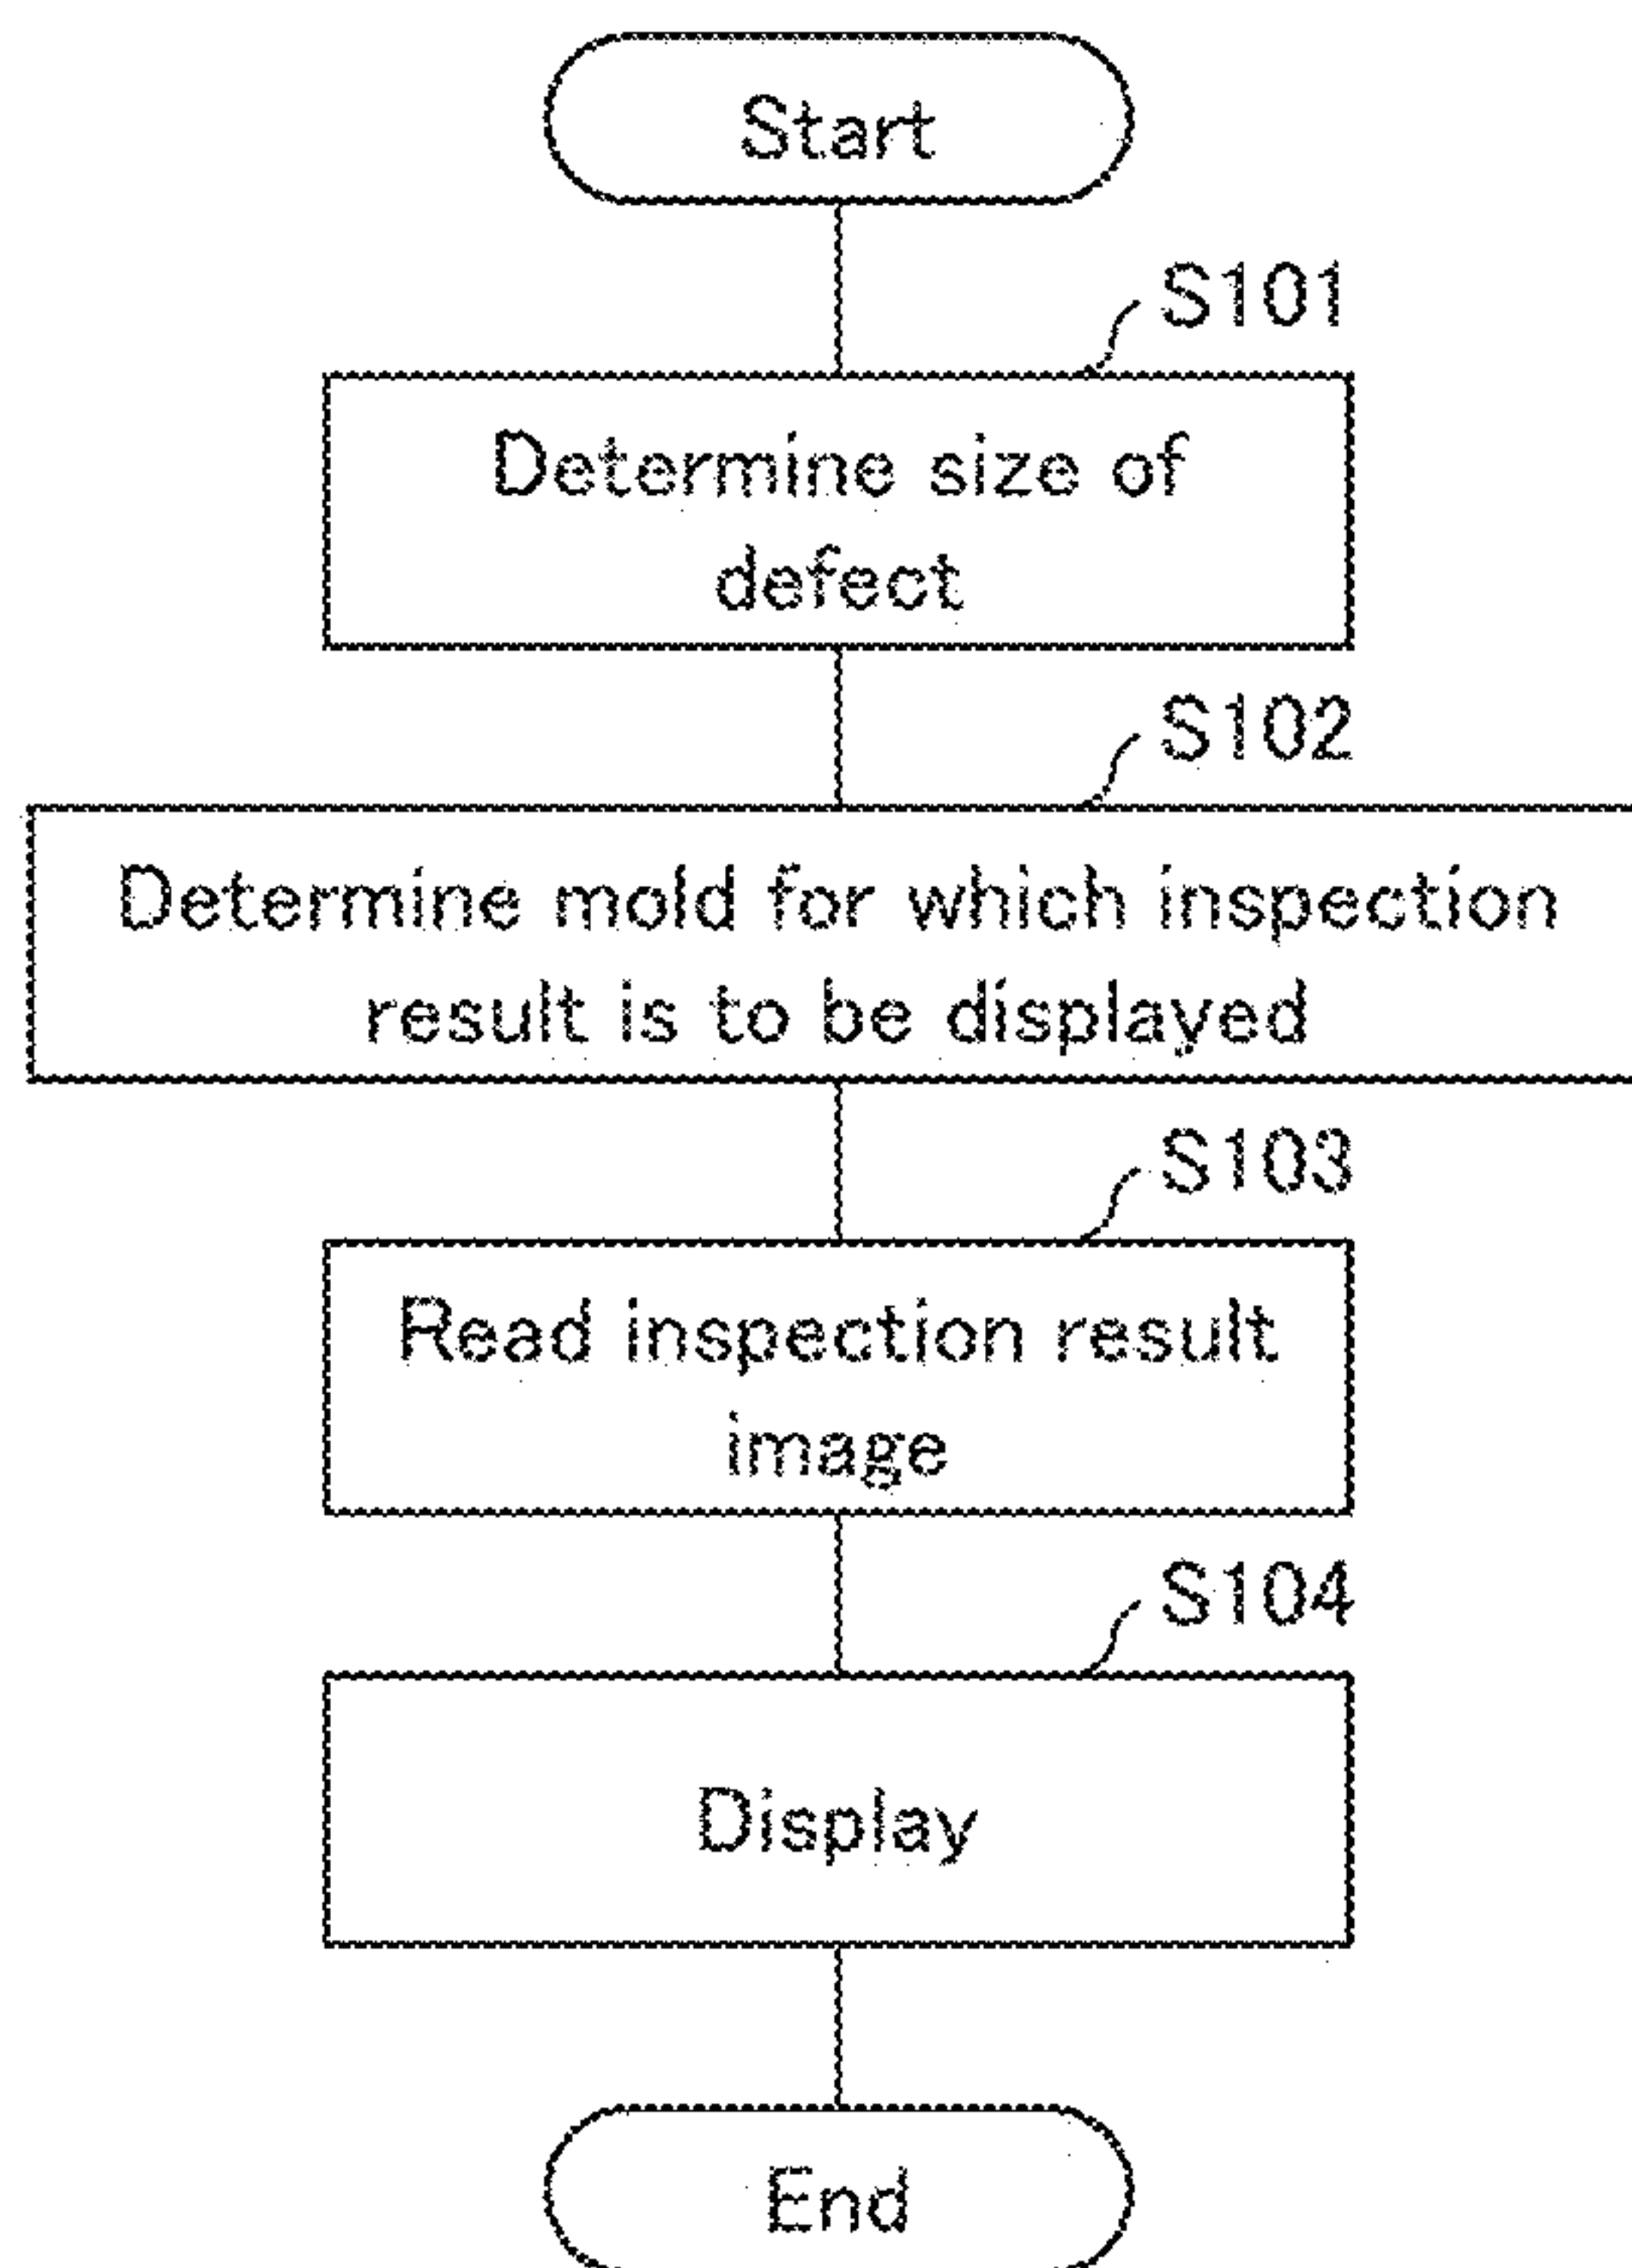 Start
S101
Determine size of
defect
S102
Determine mold for which inspection
result is to be displayed
S103
Read inspection result
image
S104
Display
End